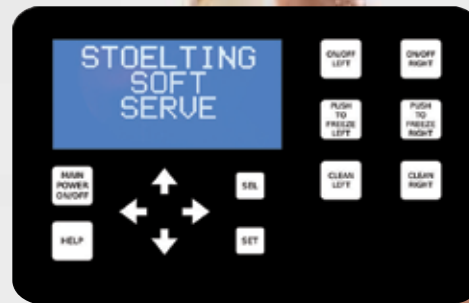 STOELTING
SOFT
SERVE
ON/OFF
LEFT
ON/OFF
RIGHT
PUSH
TO
FREEZE
LEFT
PUSH
TO
FREEZE
RIGHT
MAIN
POWER
ON/OFF
SEL
CLEAN
LEFT
CLEAN
RIGHT
HELP
SET